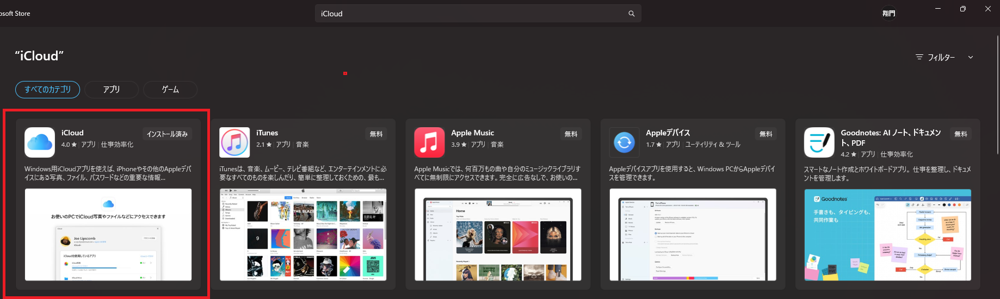 osoft Store
iCloud
翔門
“iCloud”
フィルター
すべてのカテゴリ
アプリ
ゲーム
iCloud
インストール済み
4.0 ★ アプリ 仕事効率化
Windows用iCloudアプリを使えば、iPhoneやその他のAppleデバ
イスにある写真、ファイル、パスワードなどの重要な情報...
お使いのPCでiCloud写真やファイルなどにアクセスできます
Joe Lipscomb
iCloudを使用しているアプリ
iCloud写真
iTunes
無料
2.1 ★ アプリ 音楽
iTunesは、音楽、ムービー、テレビ番組など、エンターテインメントに必
要なすべてのものを楽しんだり、簡単に整理しておくための、最も...
THE BLAZE
9
Apple Music
無料
3.9 ★ アプリ 音楽
Apple Musicでは、何百万もの曲や自分のミュージックライブラリす
べてに無制限にアクセスできます。完全に広告なしで、お使いの...
Home
Appleデバイス
無料
1.7 ★ アプリ ユーティリティ & ツール
Appleデバイスアプリを使用すると、Windows PCからAppleデバイ
スを管理できます。
Goodnotes: AI ノート、ドキュメン
ト、PDF
無料
4.2 ★ アプリ 仕事効率化
スマートなノート作成とホワイトボードアプリ。仕事を整理し、ドキュメ
ントを管理します。
Goodnotes
手書きも、タイピングも、
共同作業も